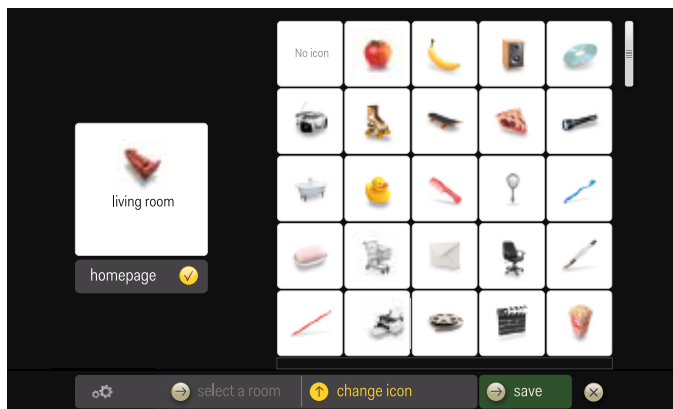 No icon
living room
homepage
select a room
change icon
save